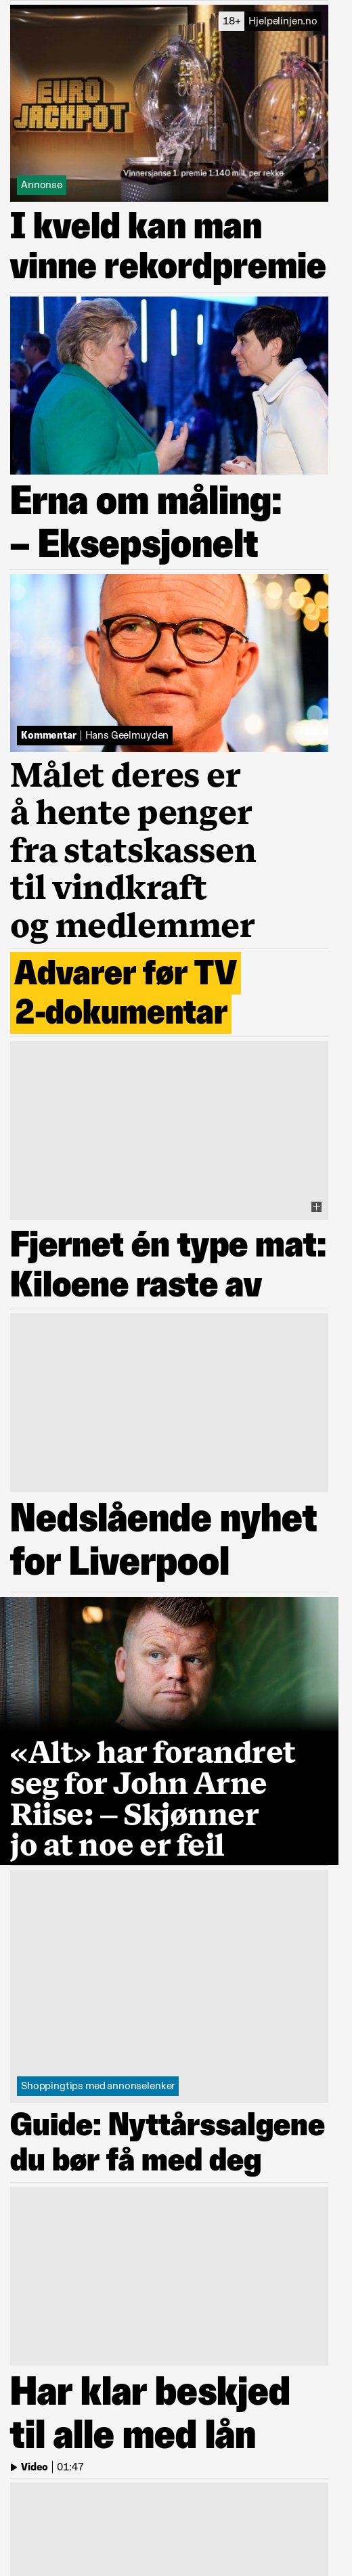 18+ Hjelpelinjen.no
EURO
JACKPOT
Vinnersjanse 1. premie 1:140 mill. per rekke
Annonse
I kveld kan man
vinne rekordpremie
Erna om måling:
– Eksepsjonelt
Kommentar | Hans Geelmuyden
Målet deres er
å hente penger
fra statskassen
til vindkraft
og medlemmer
Advarer før TV
2-dokumentar
Fjernet én type mat:
Kiloene raste av
Nedslående nyhet
for Liverpool
«Alt» har forandret
seg for John Arne
Riise: – Skjønner
jo at noe er feil
Shoppingtips med annonselenker
Guide: Nyttårssalgene
du bør få med deg
Har klar beskjed
til alle med lån
Video | 01:47